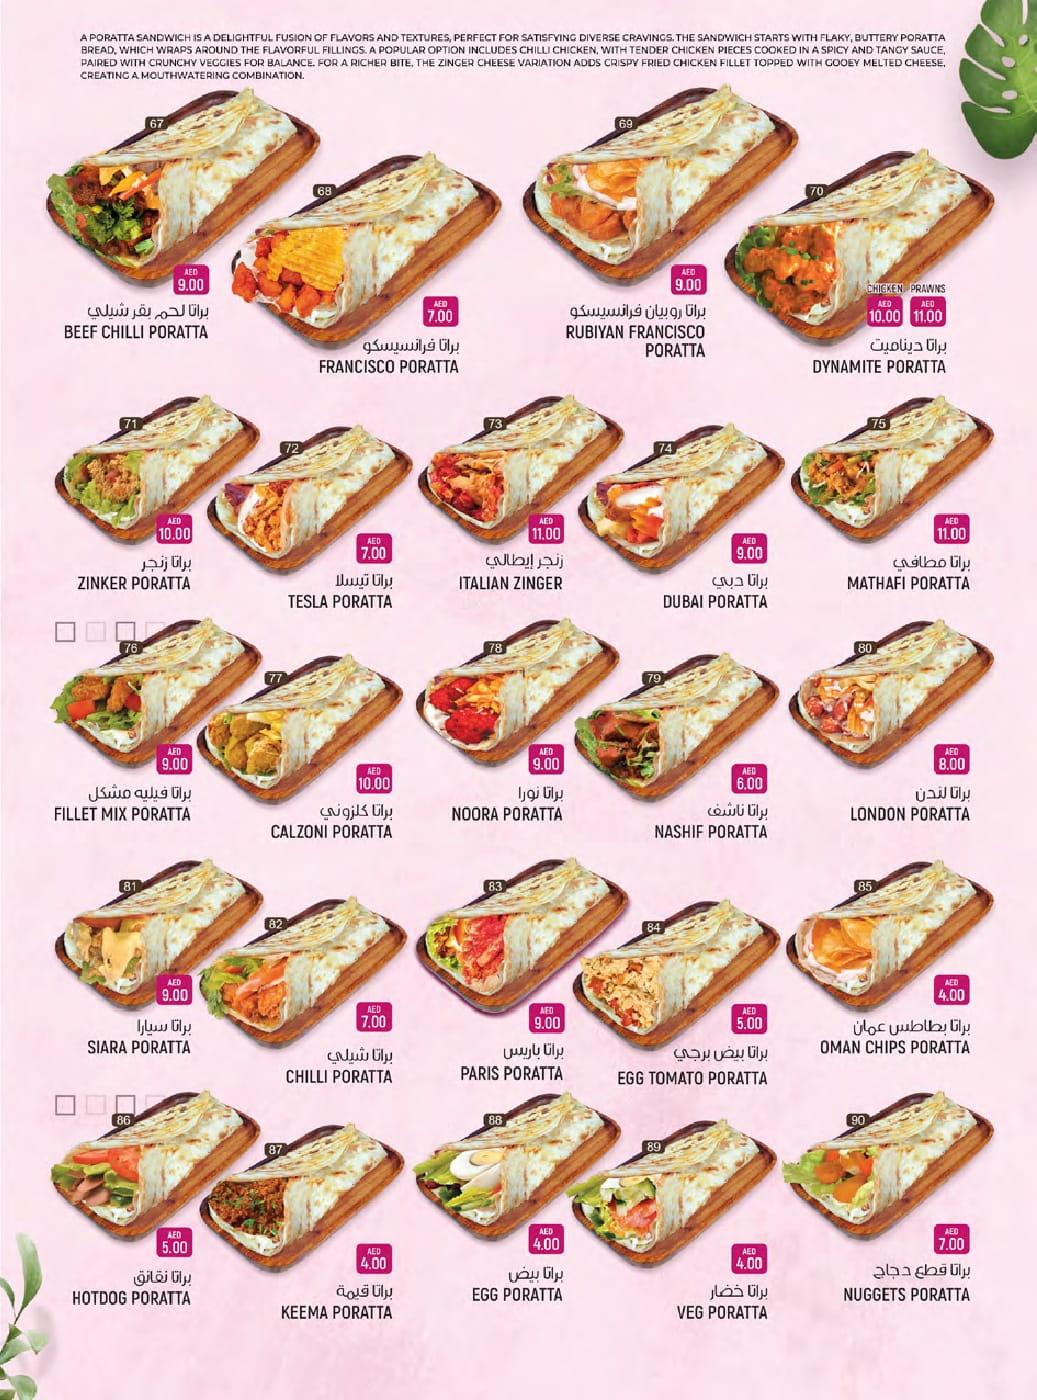 A PORATTA SANDWICH IS A DELIGHTFUL FUSION OF FLAVORS AND TEXTURES, PERFECT FOR SATISFYING DIVERSE CRAVINGS. THE SANDWICH STARTS WITH FLAKY, BUTTERY PORATTA
BREAD, WHICH WRAPS AROUND THE FLAVORFUL FILLINGS. A POPULAR OPTION INCLUDES CHILLI CHICKEN, WITH TENDER CHICKEN PIECES COOKED IN A SPICY AND TANGY SAUCE,
PAIRED WITH CRUNCHY VEGGIES FOR BALANCE. FOR A RICHER BITE, THE ZINGER CHEESE VARIATION ADDS CRISPY FRIED CHICKEN FILLET TOPPED WITH GOOEY MELTED CHEESE,
CREATING A MOUTHWATERING COMBINATION.
67
AED
9.00
براتا لحم بقر شيلي
BEEF CHILLI PORATTA
68
AED
7.00
براتا فرانسيسكو
FRANCISCO PORATTA
69
AED
9.00
براتا روبيان فرانسيسكو
RUBIYAN FRANCISCO
PORATTA
70
CHICKEN PRAWNS
AED AED
10.00 11.00
براتا ديناميت
DYNAMITE PORATTA
71
AED
10.00
براتا زنجر
ZINKER PORATTA
72
AED
7.00
براتا تيسلا
TESLA PORATTA
73
AED
11.00
زنجر إيطالي
ITALIAN ZINGER
74
AED
9.00
براتا دبي
DUBAI PORATTA
75
AED
11.00
براتا مطافي
MATHAFI PORATTA
76
AED
9.00
براتا فيليه مشكل
FILLET MIX PORATTA
77
AED
10.00
براتا كلزوني
CALZONI PORATTA
78
AED
9.00
براتا نورا
NOORA PORATTA
79
AED
6.00
براتا ناشف
NASHIF PORATTA
80
AED
8.00
براتا لندن
LONDON PORATTA
81
AED
9.00
براتا سيارا
SIARA PORATTA
82
AED
7.00
براتا شيلي
CHILLI PORATTA
83
AED
9.00
براتا باريس
PARIS PORATTA
84
AED
5.00
براتا بيض برجي
EGG TOMATO PORATTA
85
AED
4.00
براتا بطاطس عمان
OMAN CHIPS PORATTA
86
AED
5.00
براتا نقانق
HOTDOG PORATTA
87
AED
4.00
براتا قيمة
KEEMA PORATTA
88
AED
4.00
براتا بيض
EGG PORATTA
89
AED
4.00
براتا خضار
VEG PORATTA
90
AED
7.00
براتا قطع دجاج
NUGGETS PORATTA